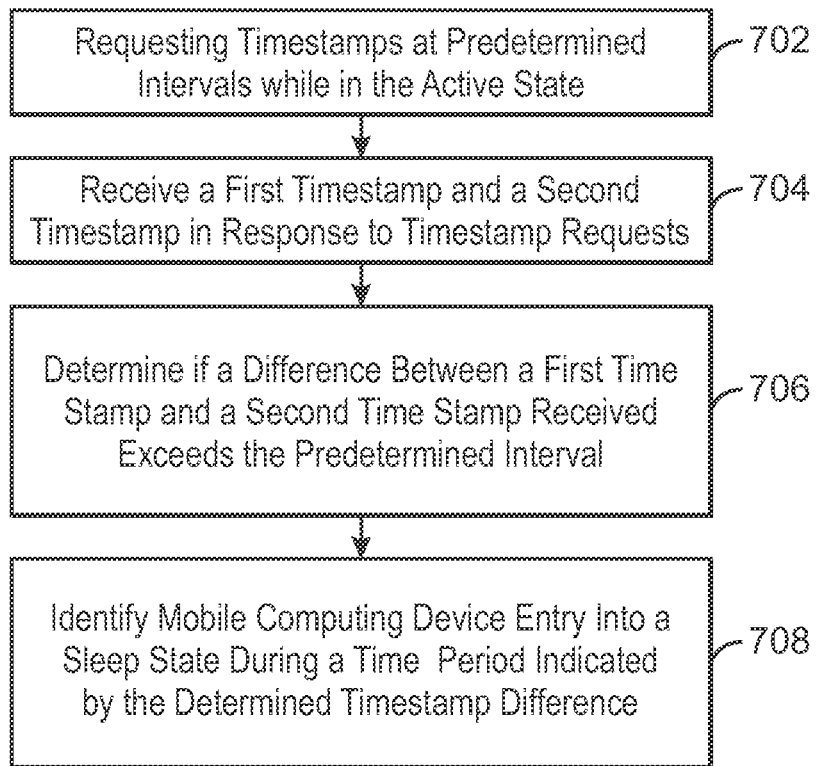 Requesting Timestamps at Predetermined
Intervals while in the Active State
702
Receive a First Timestamp and a Second
Timestamp in Response to Timestamp Requests
704
Determine if a Difference Between a First Time
Stamp and a Second Time Stamp Received
Exceeds the Predetermined Interval
706
Identify Mobile Computing Device Entry Into a
Sleep State During a Time Period Indicated
by the Determined Timestamp Difference
708